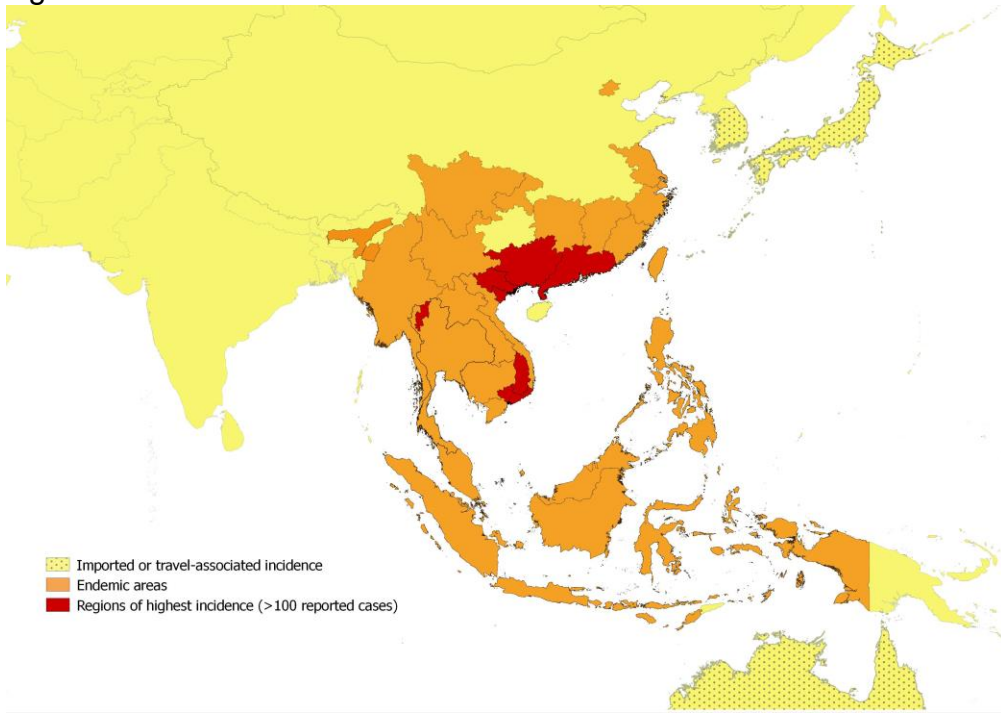 Imported or travel-associated incidence
Endemic areas
Regions of highest incidence (>100 reported cases)